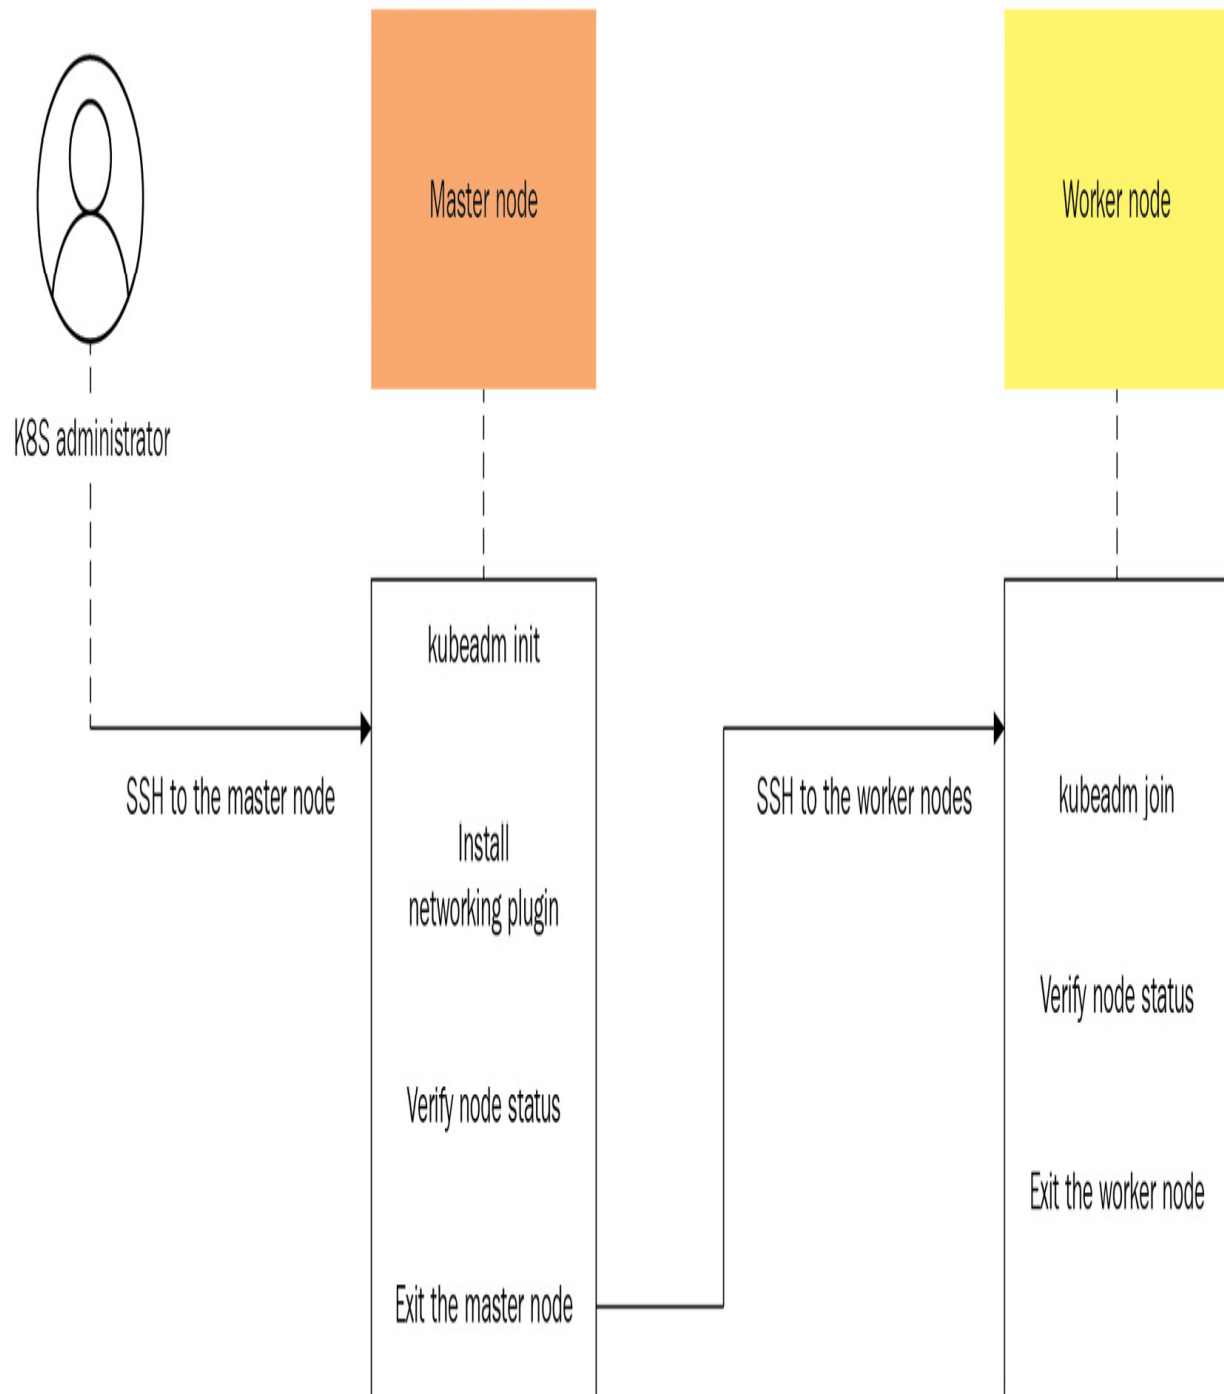 Master node
Worker node
K8S administrator
kubeadm init
SSH to the master node
SSH to the worker nodes
kubeadm join
Install
networking plugin
Verify node status
Verify node status
Exit the worker node
Exit the master node